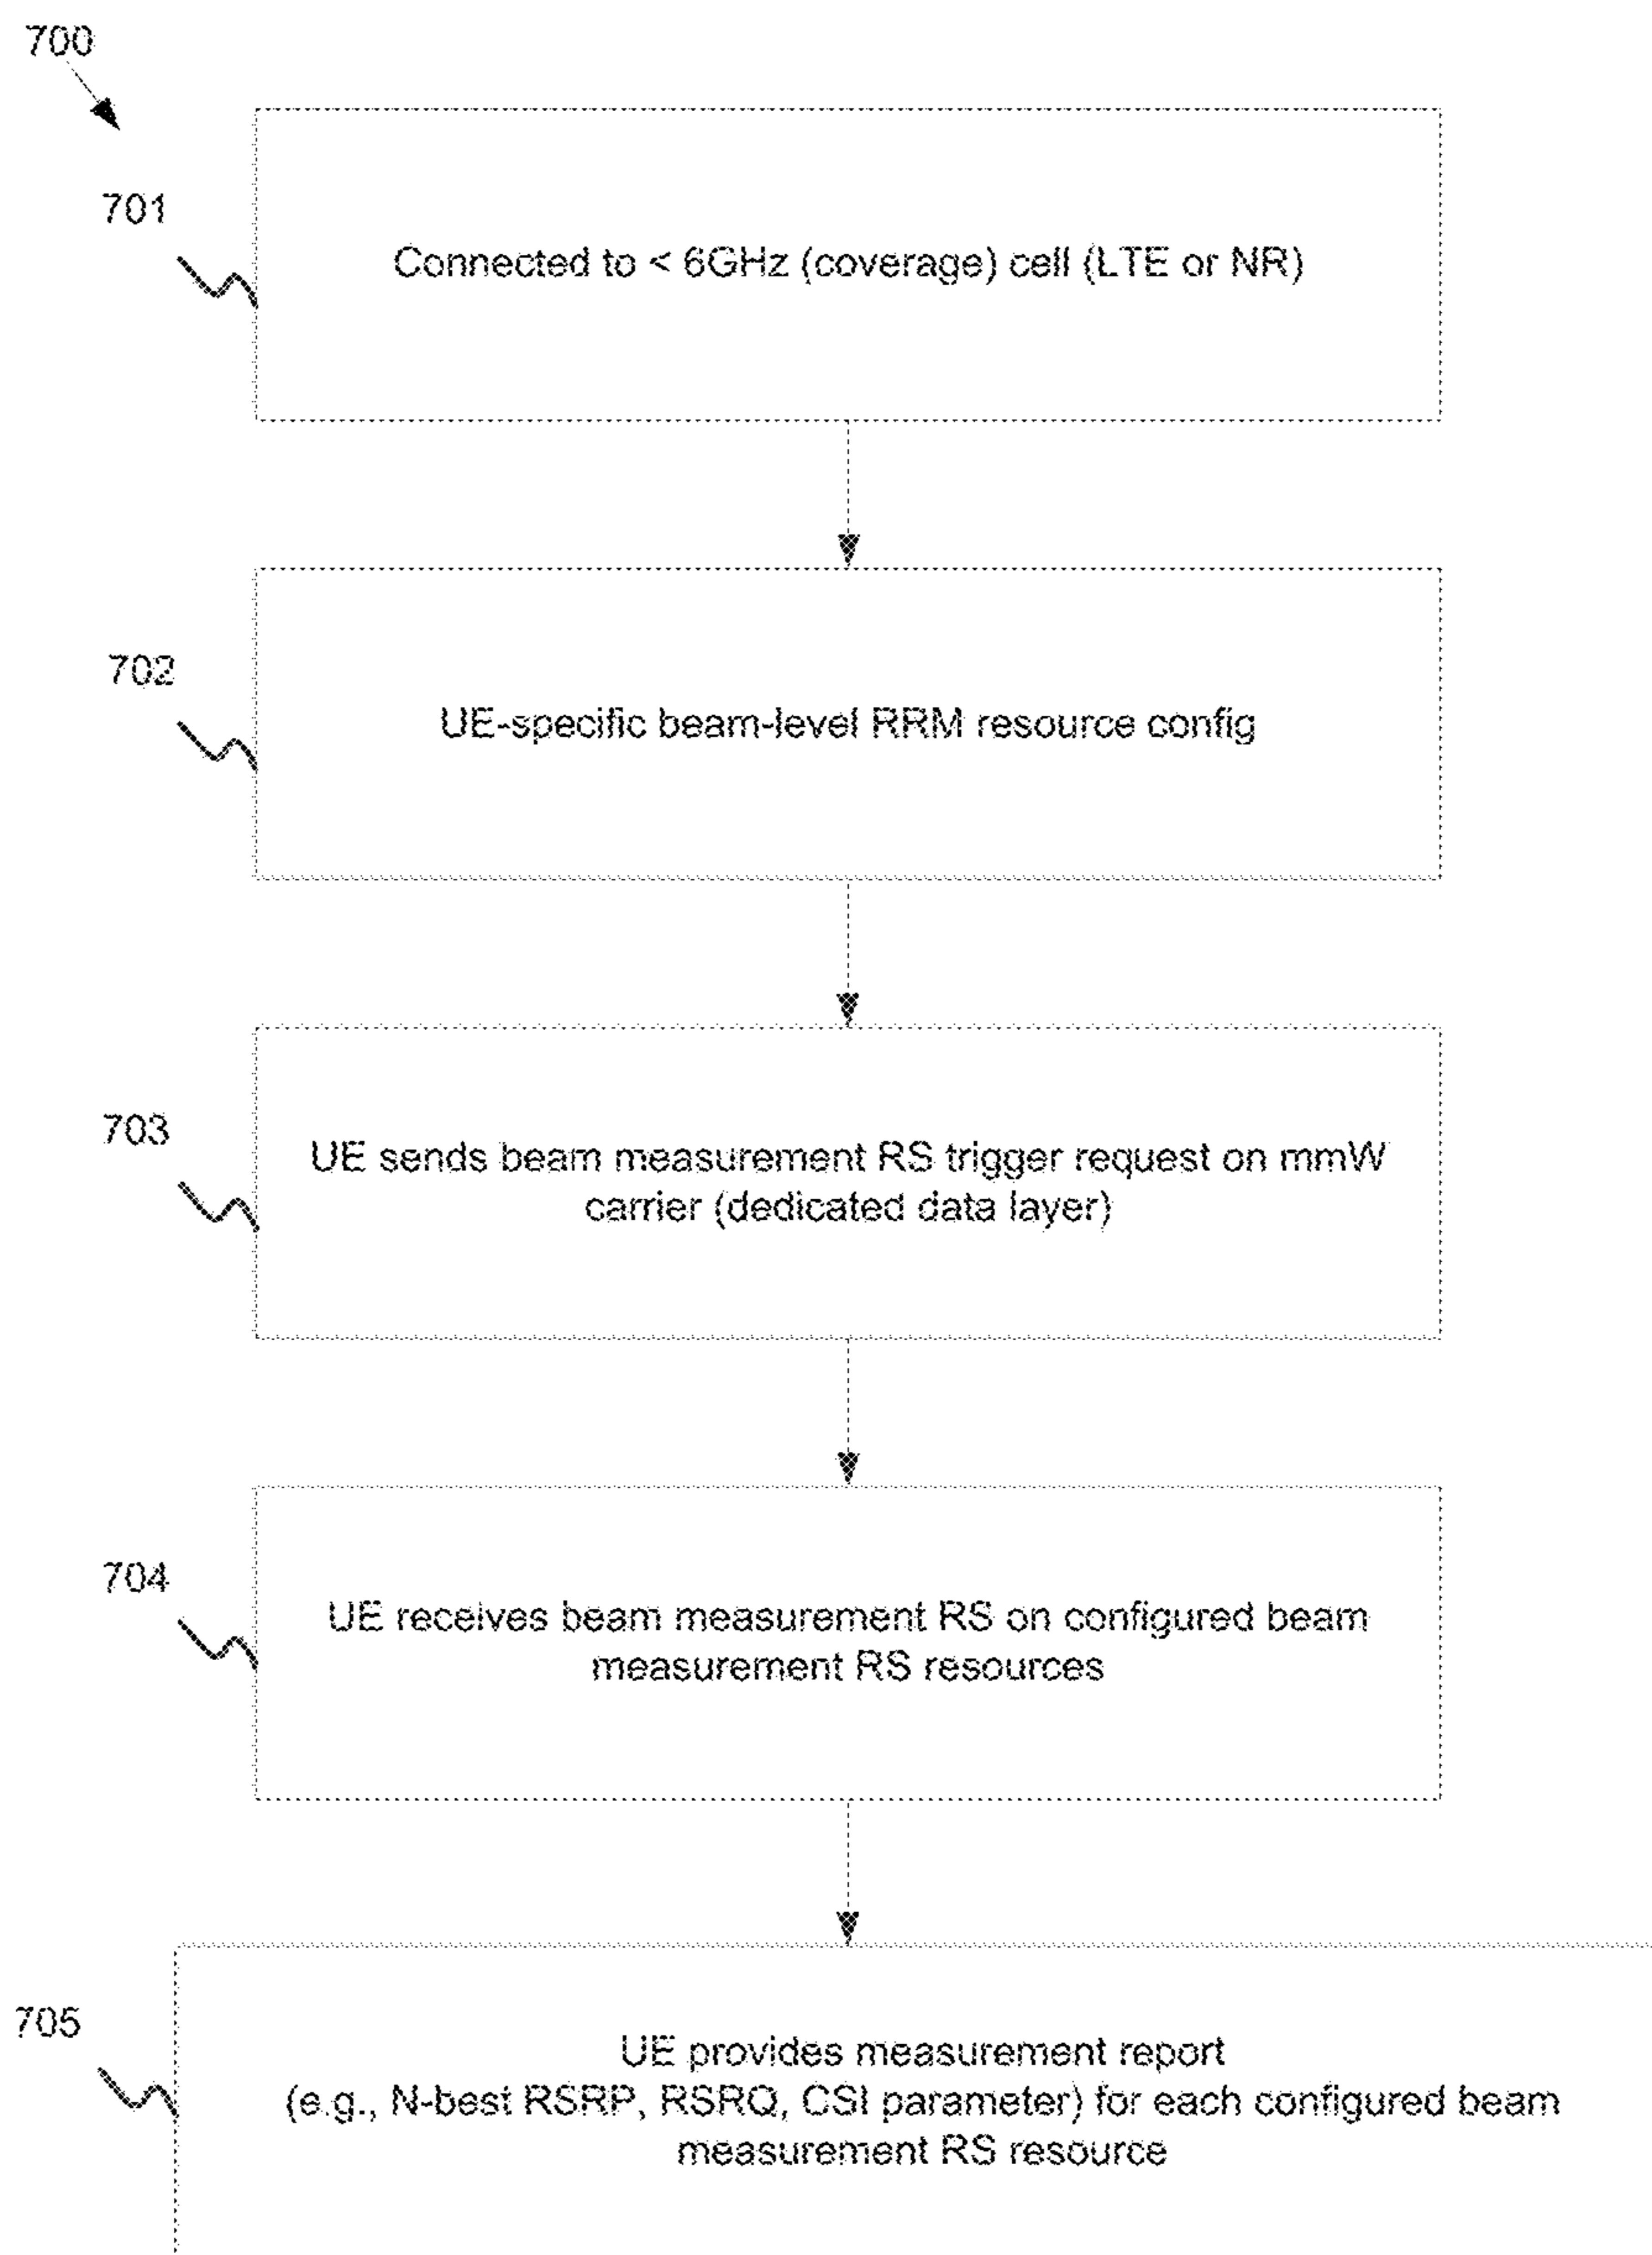 700
701
Connected to < 6GHz (coverage) cell (LTE or NR)
702
UE-specific beam-level RRM resource config
703
UE sends beam measurement RS trigger request on mmW
carrier (dedicated data layer)
704
UE receives beam measurement RS on configured beam
measurement RS resources
705
UE provides measurement report
(e.g., N-best RSRP, RSRQ, CSI parameter) for each configured beam
measurement RS resource